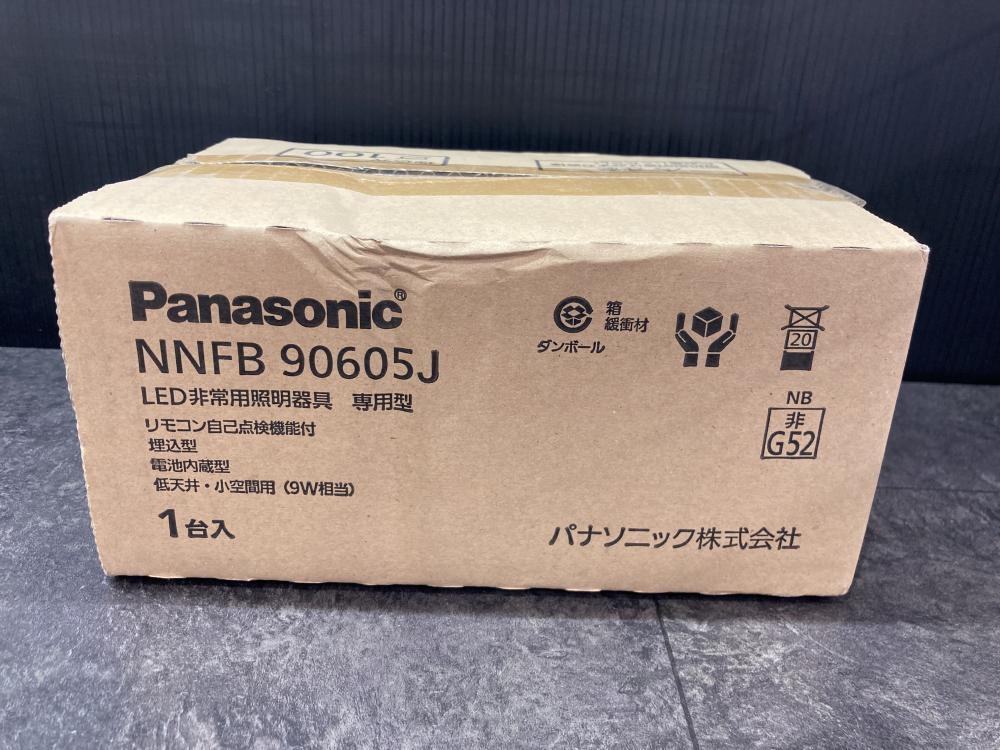 Panasonic®
NNFB 90605J
LED非常用照明器具 専用型
リモコン自己点検機能付
埋込型
電池内蔵型
低天井・小空間用（9W相当）
1台入
箱
緩衝材
ダンボール
20
NB
非
G52
パナソニック株式会社